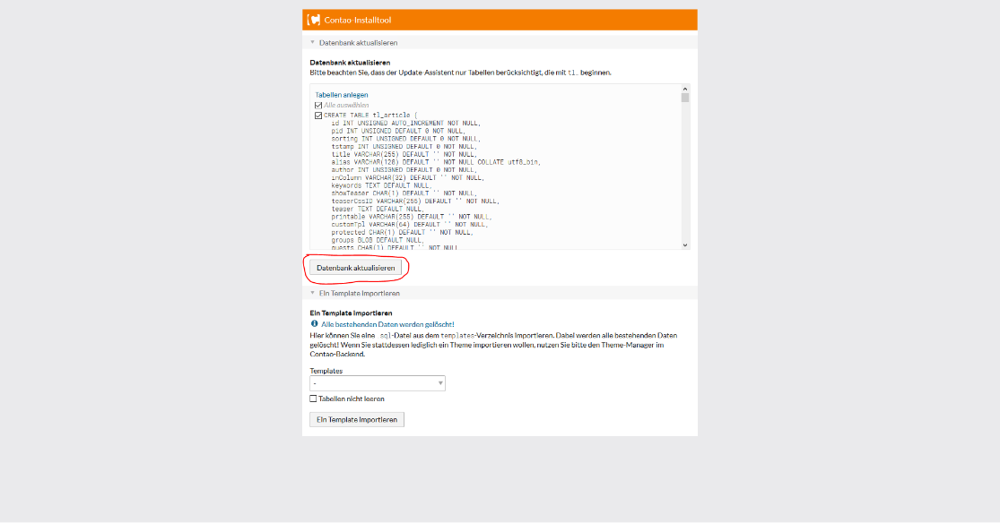 Contao-Installtool
Datenbank aktualisieren
Datenbank aktualisieren
Bitte beachten Sie, dass der Update-Assistent nur Tabellen berücksichtigt, die mit tl_ beginnen.
Tabellen anlegen
Alle auswählen
CREATE TABLE tl_article (
id INT UNSIGNED AUTO_INCREMENT NOT NULL,
pid INT UNSIGNED DEFAULT 0 NOT NULL,
sorting INT UNSIGNED DEFAULT 0 NOT NULL,
tstamp INT UNSIGNED DEFAULT 0 NOT NULL,
title VARCHAR(255) DEFAULT '' NOT NULL,
alias VARCHAR(128) DEFAULT '' NOT NULL COLLATE utf8_bin,
author INT UNSIGNED DEFAULT 0 NOT NULL,
inColumn VARCHAR(32) DEFAULT '' NOT NULL,
keywords TEXT DEFAULT NULL,
showTeaser CHAR(1) DEFAULT '' NOT NULL,
teaserCssID VARCHAR(255) DEFAULT '' NOT NULL,
teaser TEXT DEFAULT NULL,
printable VARCHAR(255) DEFAULT '' NOT NULL,
customTpl VARCHAR(64) DEFAULT '' NOT NULL,
protected CHAR(1) DEFAULT '' NOT NULL,
groups BLOB DEFAULT NULL,
guests CHAR(1) DEFAULT '' NOT NULL
Datenbank aktualisieren
Ein Template importieren
Ein Template importieren
Alle bestehenden Daten werden gelöscht!
Hier können Sie eine .sql-Datei aus dem templates-Verzeichnis importieren. Dabei werden alle bestehenden Daten
gelöscht! Wenn Sie stattdessen lediglich ein Theme importieren wollen, nutzen Sie bitte den Theme-Manager im
Contao-Backend.
Templates
-
Tabellen nicht leeren
Ein Template importieren